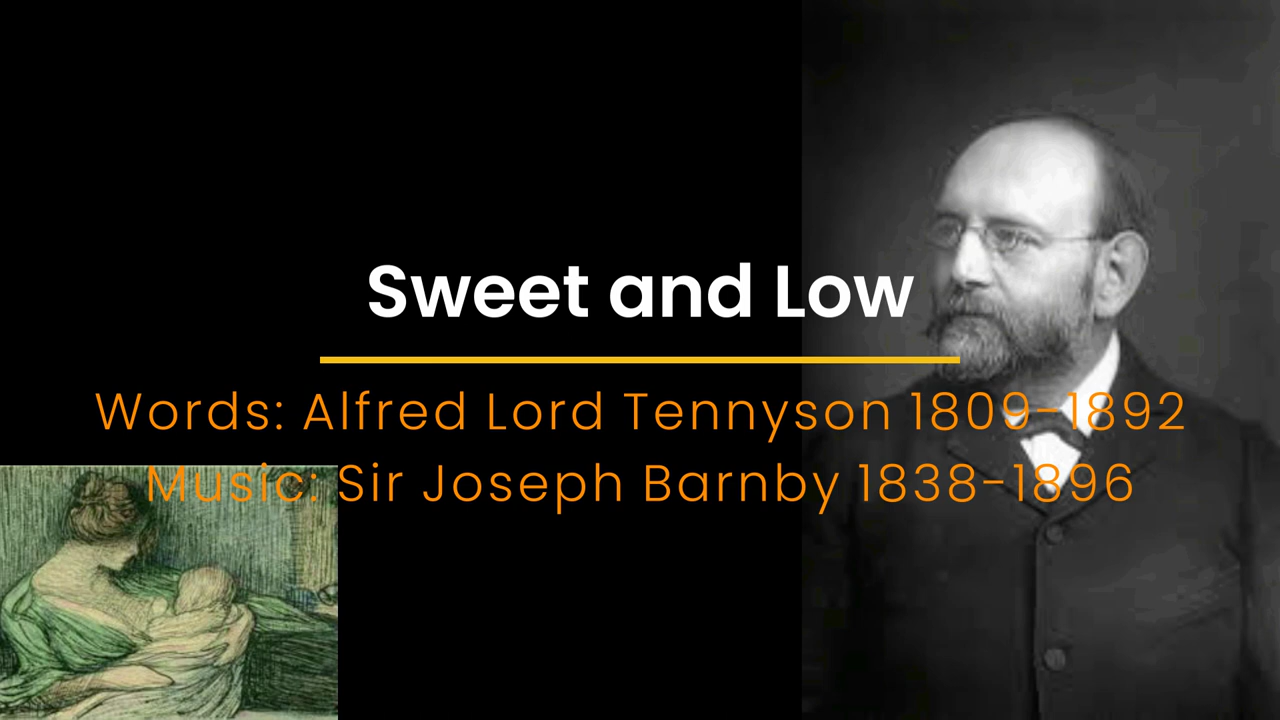 Sweet and Low
Words: Alfred Lord Tennyson 1809-1892
Music: Sir Joseph Barnby 1838-1896